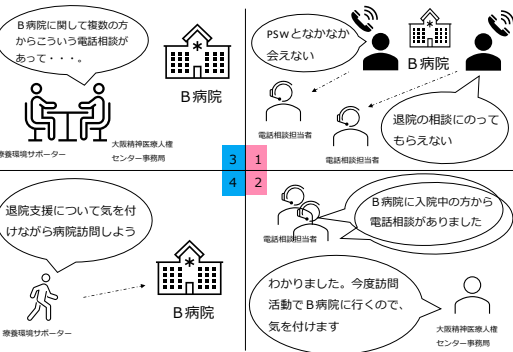 PSWとなかなか
会えない
B病院
電話相談担当者
退院の相談にのって
もらえない
電話相談担当者
1
2
B病院に入院中の方から
電話相談がありました
電話相談担当者
わかりました。今度訪問
活動でB病院に行くので、
気を付けます
大阪精神医療人権
センター事務局
B病院に関して複数の方
からこういう電話相談が
あって・・・。
B病院
療養環境サポーター
大阪精神医療人権
センター事務局
3
4
退院支援について気を付
けながら病院訪問しよう
B病院
療養環境サポーター